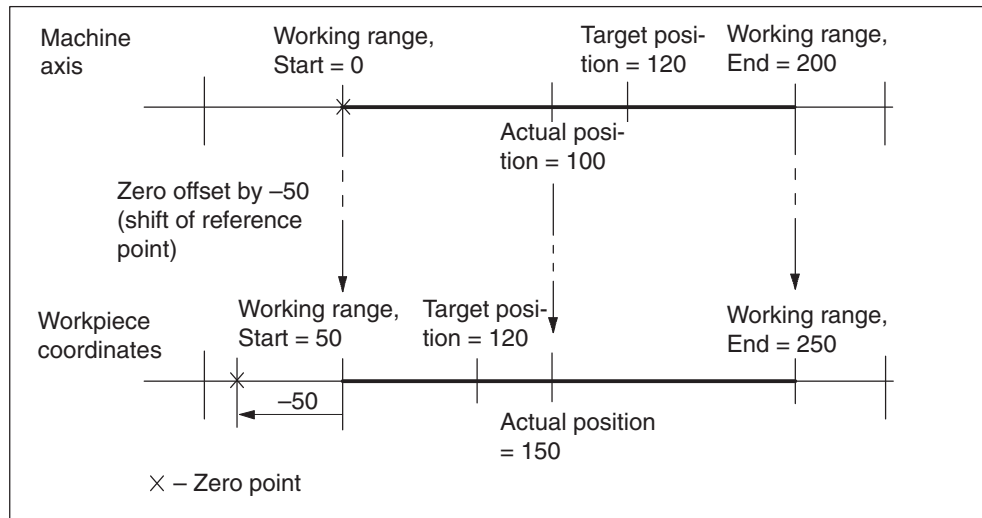 Machine
axis
Working range,
Start = 0
Target posi-
tion = 120
Working range,
End = 200
Actual posi-
tion = 100
Zero offset by –50
(shift of reference
point)
Workpiece
coordinates
Working range,
Start = 50
Target posi-
tion = 120
Working range,
End = 250
–50
Actual position
= 150
× – Zero point